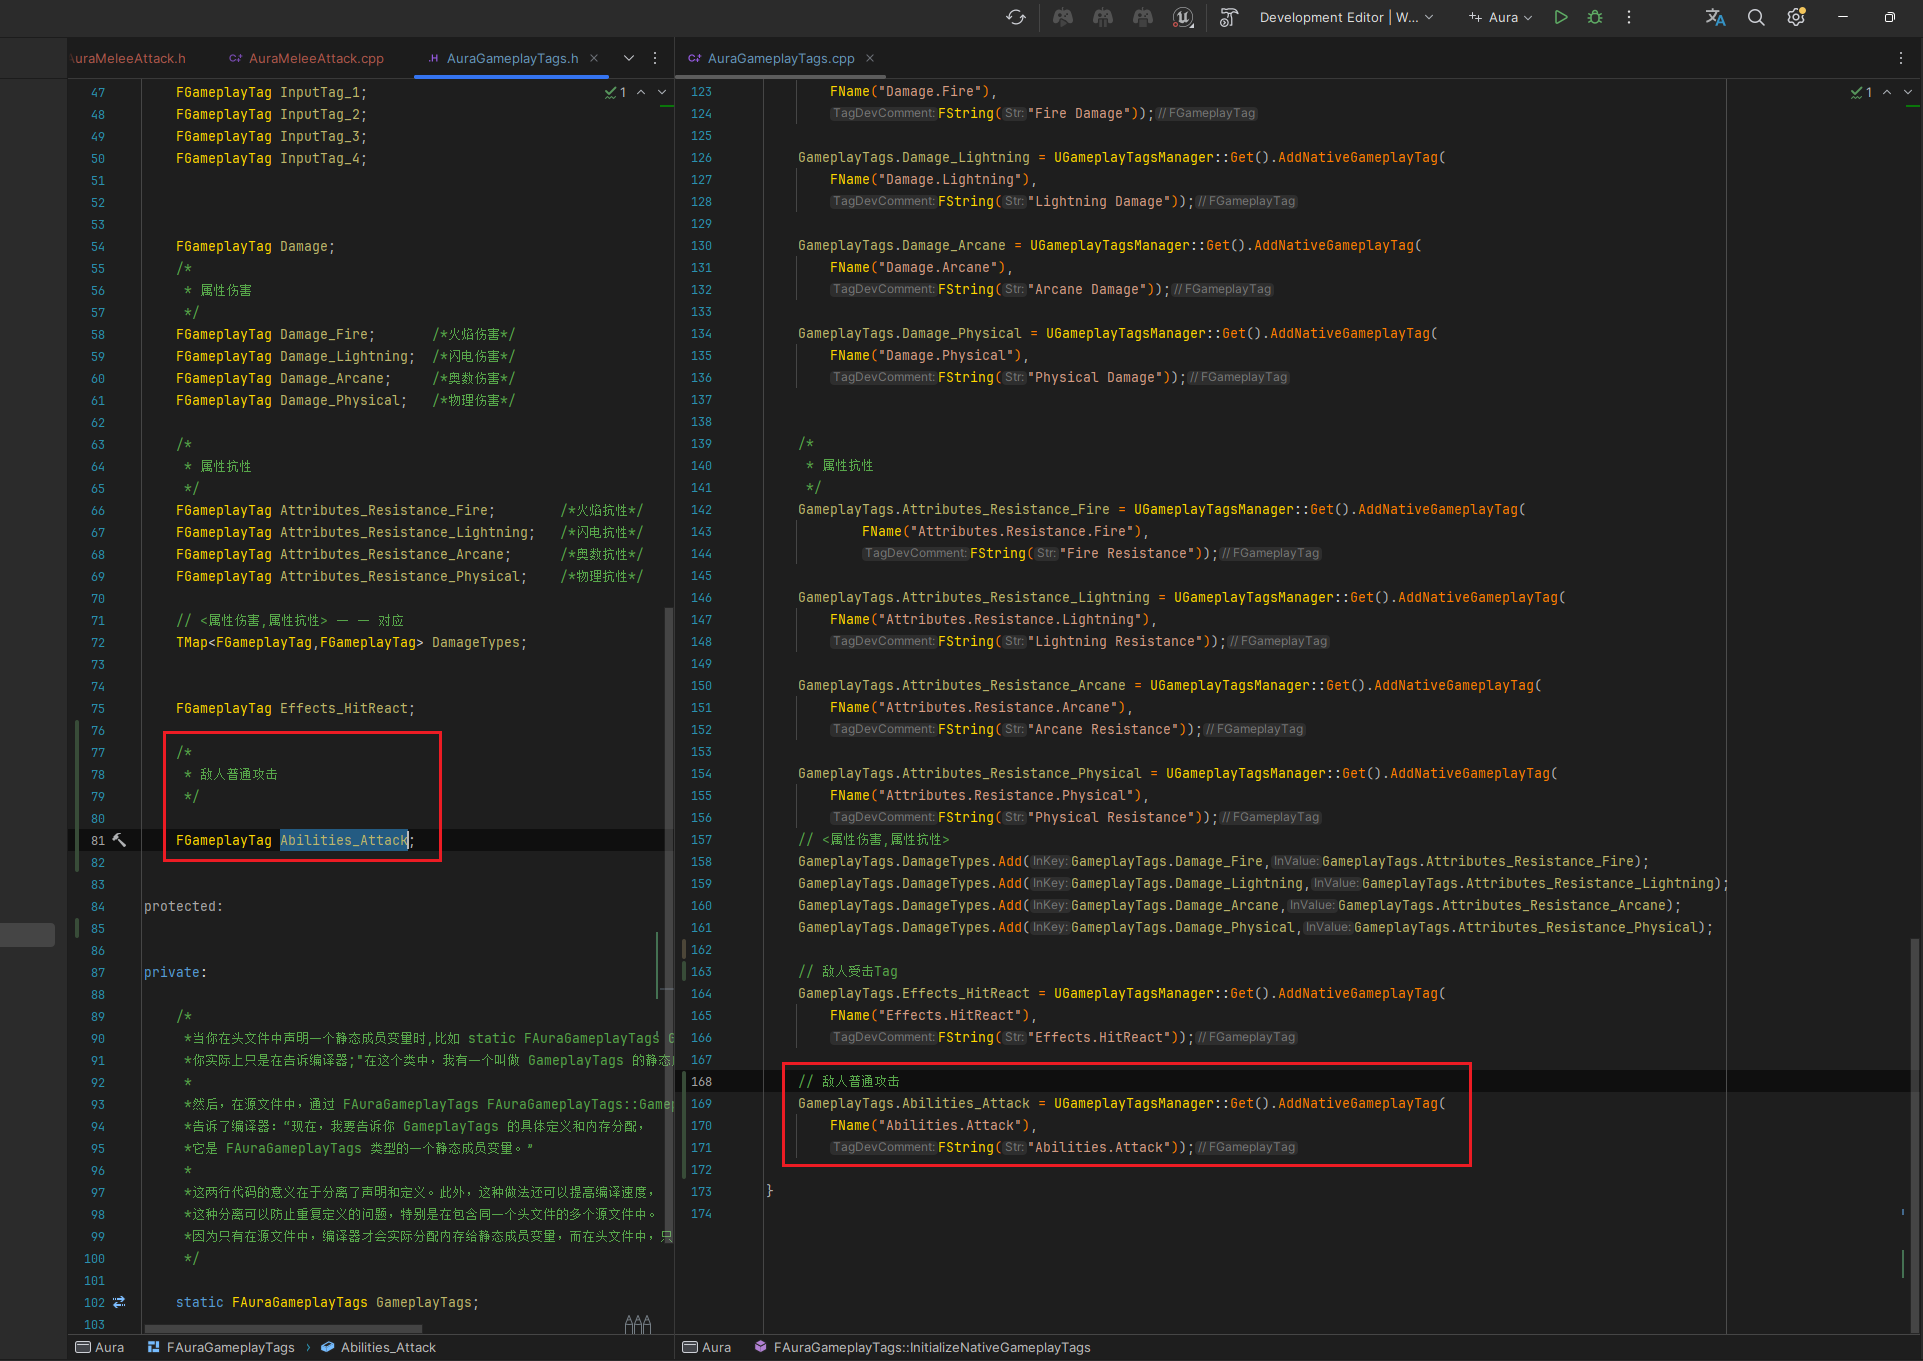 Development Editor | W...
Aura
uraMeleeAttack.h
C++ AuraMeleeAttack.cpp
.H AuraGameplayTags.h
C++ AuraGameplayTags.cpp
1
47 FGameplayTag InputTag_1;
48 FGameplayTag InputTag_2;
49 FGameplayTag InputTag_3;
50 FGameplayTag InputTag_4;
51
52
53
54 FGameplayTag Damage;
55 /*
56 * 属性伤害
57 */
58 FGameplayTag Damage_Fire; /*火焰伤害*/
59 FGameplayTag Damage_Lightning; /*闪电伤害*/
60 FGameplayTag Damage_Arcane; /*奥数伤害*/
61 FGameplayTag Damage_Physical; /*物理伤害*/
62
63 /*
64 * 属性抗性
65 */
66 FGameplayTag Attributes_Resistance_Fire; /*火焰抗性*/
67 FGameplayTag Attributes_Resistance_Lightning; /*闪电抗性*/
68 FGameplayTag Attributes_Resistance_Arcane; /*奥数抗性*/
69 FGameplayTag Attributes_Resistance_Physical; /*物理抗性*/
70
71 // <属性伤害,属性抗性> 一 一 对应
72 TMap<FGameplayTag,FGameplayTag> DamageTypes;
73
74
75 FGameplayTag Effects_HitReact;
76
77 /*
78 * 敌人普通攻击
79 */
80
81 FGameplayTag Abilities_Attack;
82
83
84 protected:
85
86
87 private:
88
89 /*
90 *当你在头文件中声明一个静态成员变量时,比如 static FAuraGameplayTags G
91 *你实际上只是在告诉编译器;"在这个类中，我有一个叫做 GameplayTags 的静态
92 *
93 *然后，在源文件中，通过 FAuraGameplayTags FAuraGameplayTags::Game
94 *告诉了编译器：“现在，我要告诉你 GameplayTags 的具体定义和内存分配，
95 *它是 FAuraGameplayTags 类型的一个静态成员变量。”
96 *
97 *这两行代码的意义在于分离了声明和定义。此外，这种做法还可以提高编译速度，
98 *这种分离可以防止重复定义的问题，特别是在包含同一个头文件的多个源文件中。
99 *因为只有在源文件中，编译器才会实际分配内存给静态成员变量，而在头文件中，只
100 */
101
102 static FAuraGameplayTags GameplayTags;
103
Aura FAuraGameplayTags › Abilities_Attack
1
123 FName("Damage.Fire"),
124 TagDevComment: FString( Str: "Fire Damage")); // FGameplayTag
125
126 GameplayTags.Damage_Lightning = UGameplayTagsManager::Get().AddNativeGameplayTag(
127 FName("Damage.Lightning"),
128 TagDevComment: FString( Str: "Lightning Damage")); // FGameplayTag
129
130 GameplayTags.Damage_Arcane = UGameplayTagsManager::Get().AddNativeGameplayTag(
131 FName("Damage.Arcane"),
132 TagDevComment: FString( Str: "Arcane Damage")); // FGameplayTag
133
134 GameplayTags.Damage_Physical = UGameplayTagsManager::Get().AddNativeGameplayTag(
135 FName("Damage.Physical"),
136 TagDevComment: FString( Str: "Physical Damage")); // FGameplayTag
137
138
139 /*
140 * 属性抗性
141 */
142 GameplayTags.Attributes_Resistance_Fire = UGameplayTagsManager::Get().AddNativeGameplayTag(
143 FName("Attributes.Resistance.Fire"),
144 TagDevComment: FString( Str: "Fire Resistance")); // FGameplayTag
145
146 GameplayTags.Attributes_Resistance_Lightning = UGameplayTagsManager::Get().AddNativeGameplayTag(
147 FName("Attributes.Resistance.Lightning"),
148 TagDevComment: FString( Str: "Lightning Resistance")); // FGameplayTag
149
150 GameplayTags.Attributes_Resistance_Arcane = UGameplayTagsManager::Get().AddNativeGameplayTag(
151 FName("Attributes.Resistance.Arcane"),
152 TagDevComment: FString( Str: "Arcane Resistance")); // FGameplayTag
153
154 GameplayTags.Attributes_Resistance_Physical = UGameplayTagsManager::Get().AddNativeGameplayTag(
155 FName("Attributes.Resistance.Physical"),
156 TagDevComment: FString( Str: "Physical Resistance")); // FGameplayTag
157 // <属性伤害,属性抗性>
158 GameplayTags.DamageTypes.Add( InKey: GameplayTags.Damage_Fire, InValue: GameplayTags.Attributes_Resistance_Fire);
159 GameplayTags.DamageTypes.Add( InKey: GameplayTags.Damage_Lightning, InValue: GameplayTags.Attributes_Resistance_Lightning);
160 GameplayTags.DamageTypes.Add( InKey: GameplayTags.Damage_Arcane, InValue: GameplayTags.Attributes_Resistance_Arcane);
161 GameplayTags.DamageTypes.Add( InKey: GameplayTags.Damage_Physical, InValue: GameplayTags.Attributes_Resistance_Physical);
162
163 // 敌人受击Tag
164 GameplayTags.Effects_HitReact = UGameplayTagsManager::Get().AddNativeGameplayTag(
165 FName("Effects.HitReact"),
166 TagDevComment: FString( Str: "Effects.HitReact")); // FGameplayTag
167
168 // 敌人普通攻击
169 GameplayTags.Abilities_Attack = UGameplayTagsManager::Get().AddNativeGameplayTag(
170 FName("Abilities.Attack"),
171 TagDevComment: FString( Str: "Abilities.Attack")); // FGameplayTag
172
173 }
174
Aura FAuraGameplayTags::InitializeNativeGameplayTags